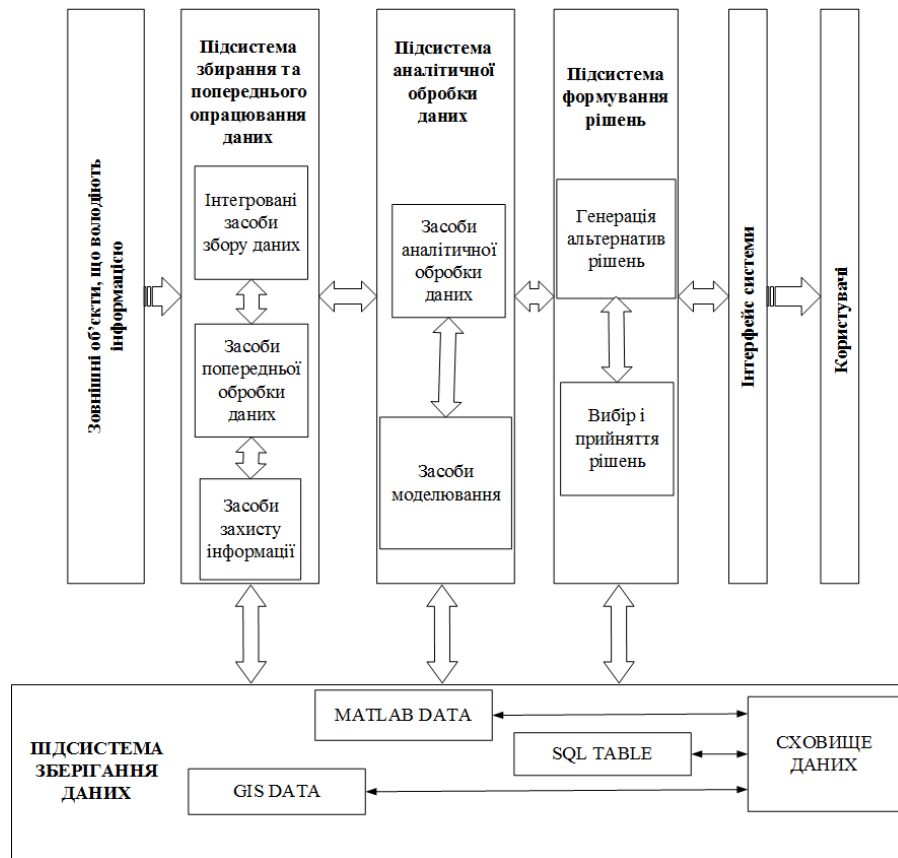 Зовнішні об’єкти, що володіють
інформацією
Підсистема
збирання та
попереднього
опрацювання
даних
Інтегровані
засоби
збору даних
Засоби
попередньої
обробки
даних
Засоби
захисту
інформації
Підсистема
аналітичної
обробки
даних
Засоби
аналітичної
обробки
даних
Засоби
моделювання
Підсистема
формування
рішень
Генерація
альтернатив
рішень
Вибір і
прийняття
рішень
Інтерфейс системи
Користувачі
ПІДСИСТЕМА
ЗБЕРІГАННЯ
ДАНИХ
MATLAB DATA
SQL TABLE
GIS DATA
СХОВИЩЕ
ДАНИХ